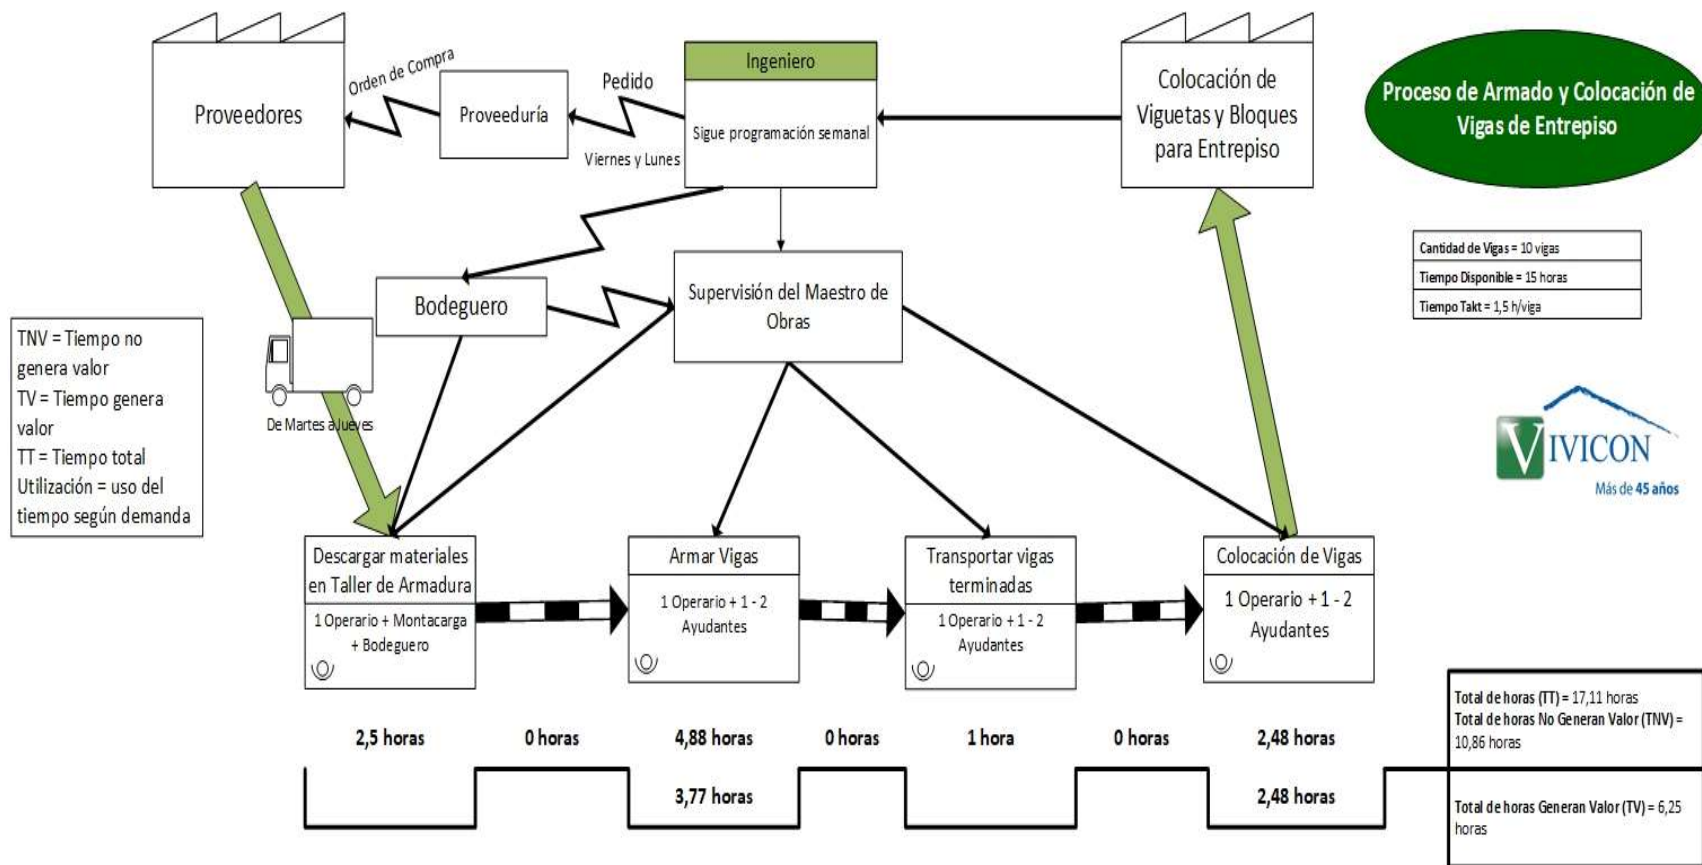 Proveedores
Orden de Compra
Proveeduría
Pedido
Viernes y Lunes
Ingeniero
Sigue programación semanal
Colocación de
Viguetas y Bloques
para Entrepiso
Proceso de Armado y Colocación de
Vigas de Entrepiso
Cantidad de Vigas = 10 vigas
Tiempo Disponible = 15 horas
Tiempo Takt = 1,5 h/viga
Bodeguero
Supervisión del Maestro de
Obras
TNV = Tiempo no
genera valor
TV = Tiempo genera
valor
TT = Tiempo total
Utilización = uso del
tiempo según demanda
De Martes a Jueves
VIVICON
Más de 45 años
Descargar materiales
en Taller de Armadura
1 Operario + Montacarga
+ Bodeguero
Armar Vigas
1 Operario + 1 - 2
Ayudantes
Transportar vigas
terminadas
1 Operario + 1 - 2
Ayudantes
Colocación de Vigas
1 Operario + 1 - 2
Ayudantes
2,5 horas
0 horas
4,88 horas
0 horas
1 hora
0 horas
2,48 horas
3,77 horas
2,48 horas
Total de horas (TT) = 17,11 horas
Total de horas No Generan Valor (TNV) =
10,86 horas
Total de horas Generan Valor (TV) = 6,25
horas